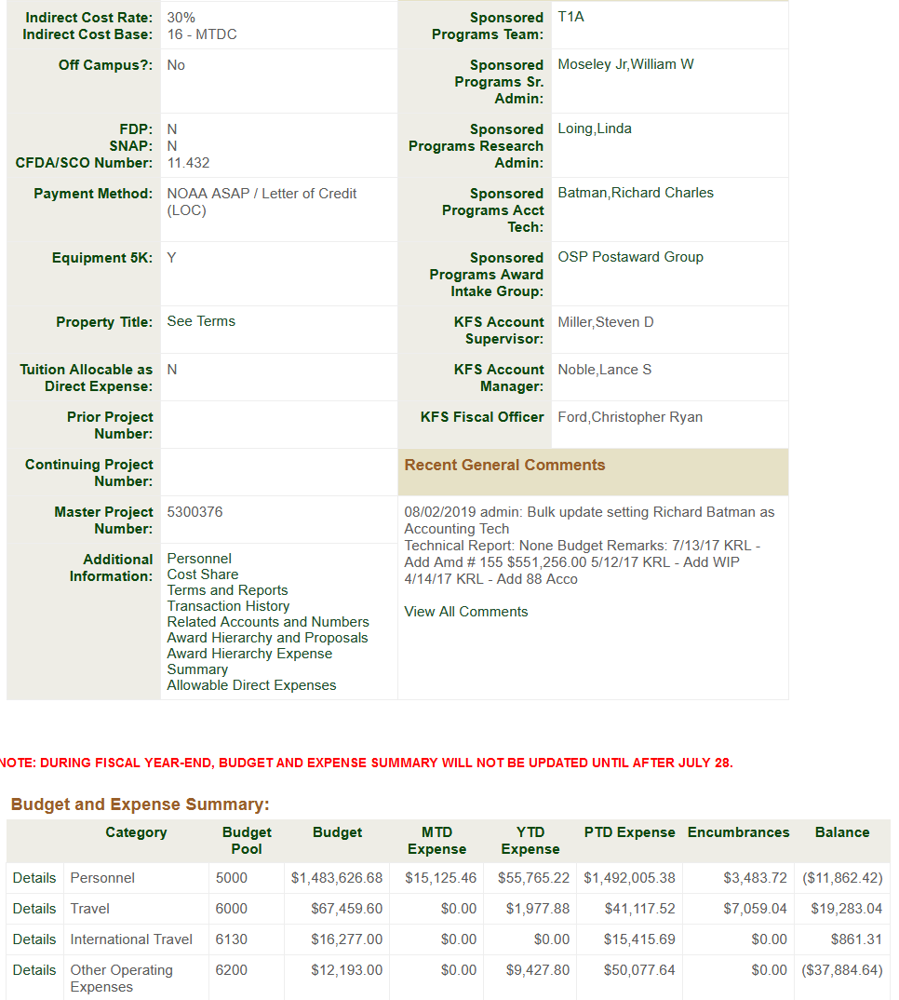 Indirect Cost Rate: 30%
Indirect Cost Base: 16 - MTDC
Off Campus?: No
FDP: N
SNAP: N
CFDA/SCO Number: 11.432
Payment Method: NOAA ASAP / Letter of Credit
(LOC)
Equipment 5K: Y
Property Title: See Terms
Tuition Allocable as N
Direct Expense:
Prior Project
Number:
Continuing Project
Number:
Master Project 5300376
Number:
Additional
Information:
Personnel
Cost Share
Terms and Reports
Transaction History
Related Accounts and Numbers
Award Hierarchy and Proposals
Award Hierarchy Expense
Summary
Allowable Direct Expenses
Sponsored T1A
Programs Team:
Sponsored Moseley Jr,William W
Programs Sr.
Admin:
Sponsored Loing,Linda
Programs Research
Admin:
Sponsored Batman,Richard Charles
Programs Acct
Tech:
Sponsored OSP Postaward Group
Programs Award
Intake Group:
KFS Account Miller,Steven D
Supervisor:
KFS Account Noble,Lance S
Manager:
KFS Fiscal Officer Ford,Christopher Ryan
Recent General Comments
08/02/2019 admin: Bulk update setting Richard Batman as
Accounting Tech
Technical Report: None Budget Remarks: 7/13/17 KRL -
Add Amd # 155 $551,256.00 5/12/17 KRL - Add WIP
4/14/17 KRL - Add 88 Acco
View All Comments
NOTE: DURING FISCAL YEAR-END, BUDGET AND EXPENSE SUMMARY WILL NOT BE UPDATED UNTIL AFTER JULY 28.
Budget and Expense Summary:
Category Budget Pool Budget MTD Expense YTD Expense PTD Expense Encumbrances Balance
Details Personnel 5000 $1,483,626.68 $15,125.46 $55,765.22 $1,492,005.38 $3,483.72 ($11,862.42)
Details Travel 6000 $67,459.60 $0.00 $1,977.88 $41,117.52 $7,059.04 $19,283.04
Details International Travel 6130 $16,277.00 $0.00 $0.00 $15,415.69 $0.00 $861.31
Details Other Operating 6200 $12,193.00 $0.00 $9,427.80 $50,077.64 $0.00 ($37,884.64)
Expenses